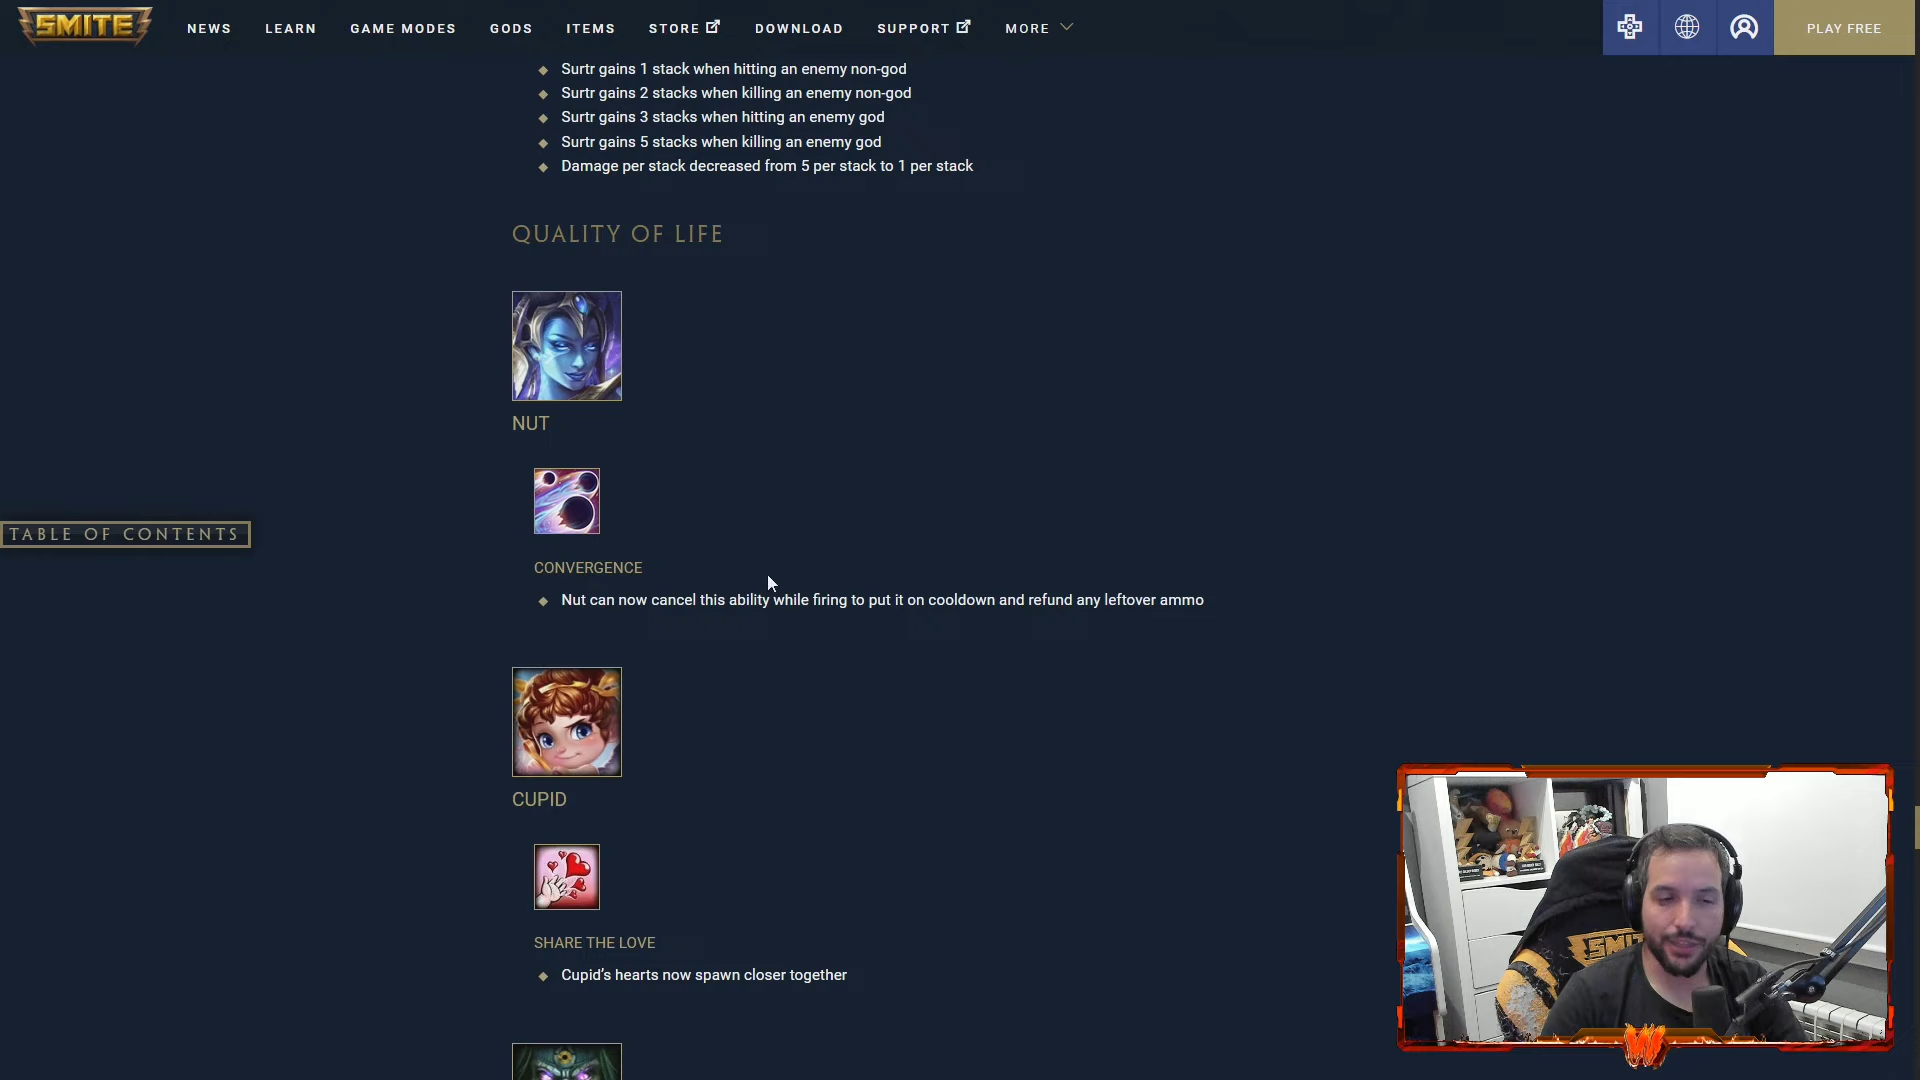 SMITE
NEWS
LEARN
GAME MODES
GODS
ITEMS
STORE
DOWNLOAD
SUPPORT
MORE
PLAY FREE
Surtr gains 1 stack when hitting an enemy non-god
Surtr gains 2 stacks when killing an enemy non-god
Surtr gains 3 stacks when hitting an enemy god
Surtr gains 5 stacks when killing an enemy god
Damage per stack decreased from 5 per stack to 1 per stack
QUALITY OF LIFE
NUT
TABLE OF CONTENTS
CONVERGENCE
Nut can now cancel this ability while firing to put it on cooldown and refund any leftover ammo
CUPID
SHARE THE LOVE
Cupid's hearts now spawn closer together